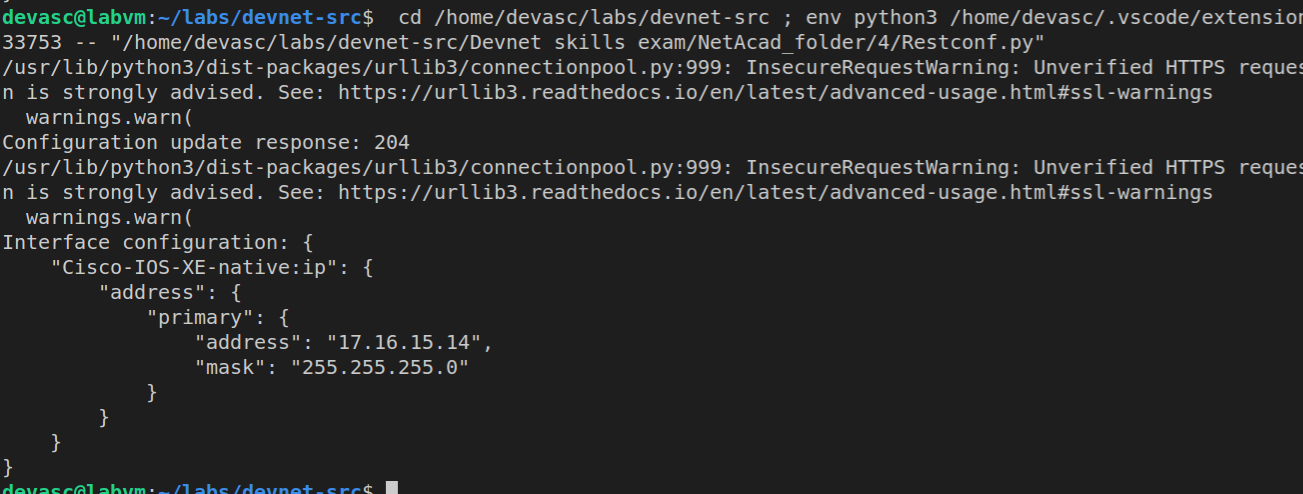 devasc@labvm:~/labs/devnet-src$  cd /home/devasc/labs/devnet-src ; env python3 /home/devasc/.vscode/extension
33753 -- "/home/devasc/labs/devnet-src/Devnet skills exam/NetAcad_folder/4/Restconf.py"
/usr/lib/python3/dist-packages/urllib3/connectionpool.py:999: InsecureRequestWarning: Unverified HTTPS reques
n is strongly advised. See: https://urllib3.readthedocs.io/en/latest/advanced-usage.html#ssl-warnings
  warnings.warn(
Configuration update response: 204
/usr/lib/python3/dist-packages/urllib3/connectionpool.py:999: InsecureRequestWarning: Unverified HTTPS reques
n is strongly advised. See: https://urllib3.readthedocs.io/en/latest/advanced-usage.html#ssl-warnings
  warnings.warn(
Interface configuration: {
    "Cisco-IOS-XE-native:ip": {
        "address": {
            "primary": {
                "address": "17.16.15.14",
                "mask": "255.255.255.0"
            }
        }
    }
}
devasc@labvm:~/labs/devnet-src$